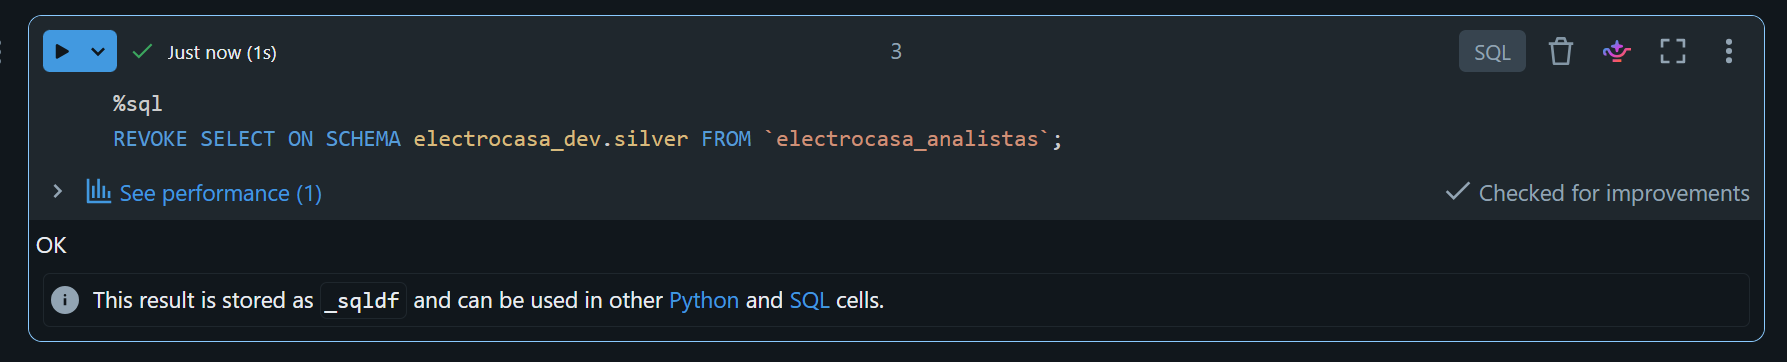 Just now (1s)
3
SQL
%sql
REVOKE SELECT ON SCHEMA electrocasa_dev.silver FROM `electrocasa_analistas`;
See performance (1)
Checked for improvements
OK
This result is stored as _sqldf and can be used in other Python and SQL cells.